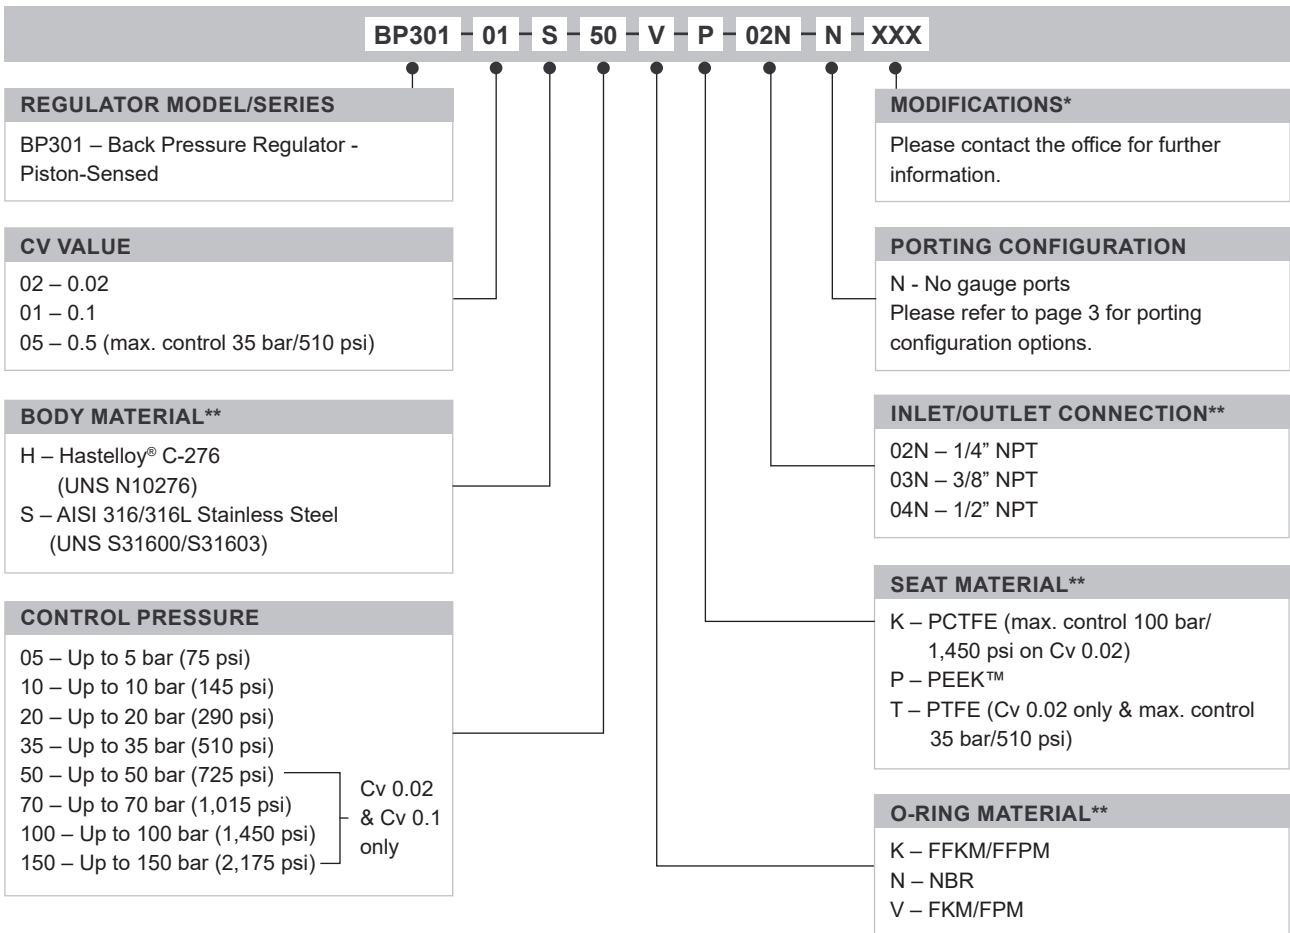 BP301 01 S 50 V P 02N N XXX
REGULATOR MODEL/SERIES
BP301 – Back Pressure Regulator -
Piston-Sensed
CV VALUE
02 – 0.02
01 – 0.1
05 – 0.5 (max. control 35 bar/510 psi)
BODY MATERIAL**
H – Hastelloy® C-276
(UNS N10276)
S – AISI 316/316L Stainless Steel
(UNS S31600/S31603)
CONTROL PRESSURE
05 – Up to 5 bar (75 psi)
10 – Up to 10 bar (145 psi)
20 – Up to 20 bar (290 psi)
35 – Up to 35 bar (510 psi)
50 – Up to 50 bar (725 psi)
70 – Up to 70 bar (1,015 psi)
100 – Up to 100 bar (1,450 psi)
150 – Up to 150 bar (2,175 psi)
Cv 0.02
& Cv 0.1
only
MODIFICATIONS*
Please contact the office for further
information.
PORTING CONFIGURATION
N - No gauge ports
Please refer to page 3 for porting
configuration options.
INLET/OUTLET CONNECTION**
02N – 1/4” NPT
03N – 3/8” NPT
04N – 1/2” NPT
SEAT MATERIAL**
K – PCTFE (max. control 100 bar/
1,450 psi on Cv 0.02)
P – PEEK™
T – PTFE (Cv 0.02 only & max. control
35 bar/510 psi)
O-RING MATERIAL**
K – FFKM/FFPM
N – NBR
V – FKM/FPM